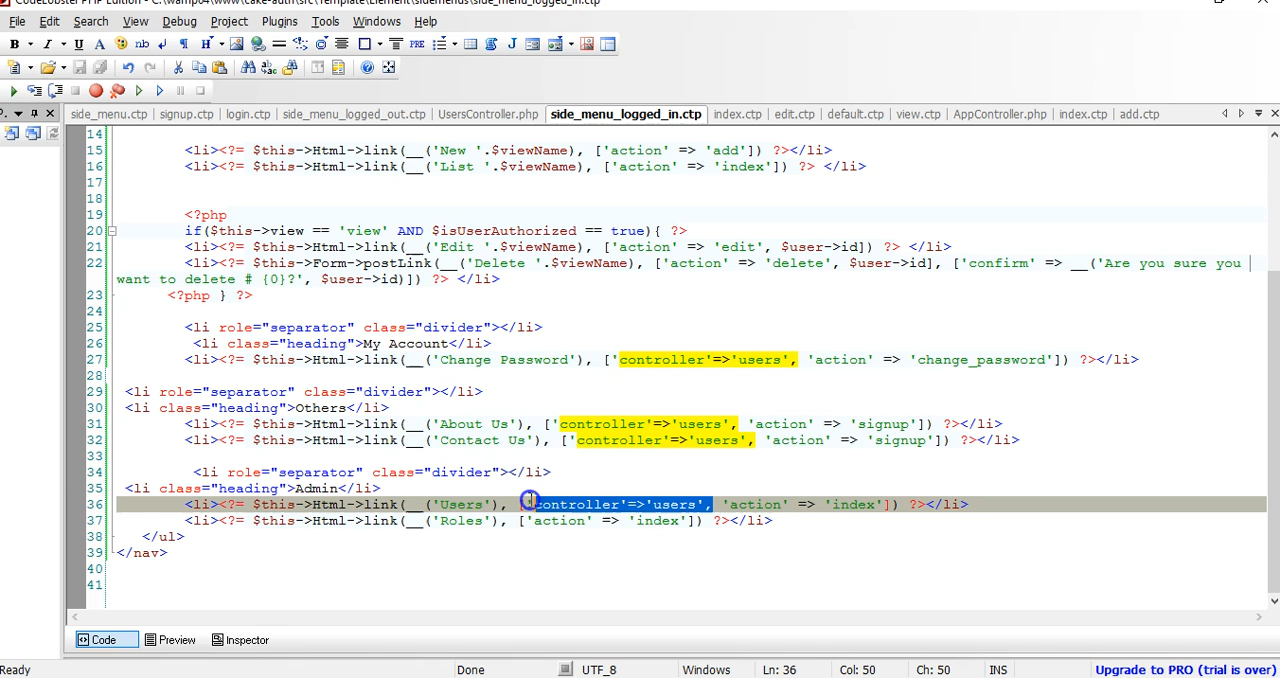 CodeLobster PHP Edition - C:\wamp64\www\cake-auth\src\Template\Element\sidemenus\side_menu_logged_in.ctp
File Edit Search View Debug Project Plugins Tools Windows Help
B I U A nb ¶ H PRE J
side_menu.ctp signup.ctp login.ctp side_menu_logged_out.ctp UsersController.php side_menu_logged_in.ctp index.ctp edit.ctp default.ctp view.ctp AppController.php index.ctp add.ctp
14
15 <li><?= $this->Html->link(__('New '.$viewName), ['action' => 'add']) ?></li>
16 <li><?= $this->Html->link(__('List '.$viewName), ['action' => 'index']) ?> </li>
17
18
19 <?php
20 if($this->view == 'view' AND $isUserAuthorized == true){ ?>
21 <li><?= $this->Html->link(__('Edit '.$viewName), ['action' => 'edit', $user->id]) ?> </li>
22 <li><?= $this->Form->postLink(__('Delete '.$viewName), ['action' => 'delete', $user->id], ['confirm' => __('Are you sure you
want to delete # {0}?', $user->id)]) ?> </li>
23 <?php } ?>
24
25 <li role="separator" class="divider"></li>
26 <li class="heading">My Account</li>
27 <li><?= $this->Html->link(__('Change Password'), ['controller'=>'users', 'action' => 'change_password']) ?></li>
28
29 <li role="separator" class="divider"></li>
30 <li class="heading">Others</li>
31 <li><?= $this->Html->link(__('About Us'), ['controller'=>'users', 'action' => 'signup']) ?></li>
32 <li><?= $this->Html->link(__('Contact Us'), ['controller'=>'users', 'action' => 'signup']) ?></li>
33
34 <li role="separator" class="divider"></li>
35 <li class="heading">Admin</li>
36 <li><?= $this->Html->link(__('Users'), ['controller'=>'users', 'action' => 'index']) ?></li>
37 <li><?= $this->Html->link(__('Roles'), ['action' => 'index']) ?></li>
38 </ul>
39 </nav>
40
41
Code Preview Inspector
Ready Done UTF_8 Windows Ln: 36 Col: 50 Ch: 50 INS Upgrade to PRO (trial is over)